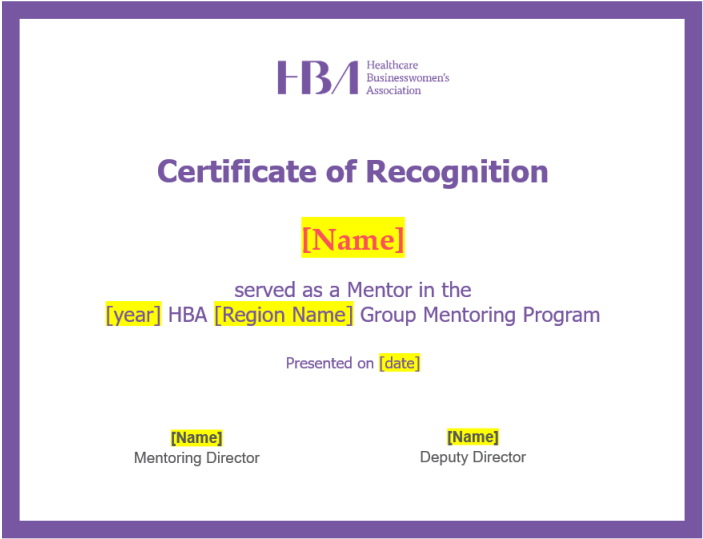 HBA
Healthcare
Businesswomen's
Association
Certificate of Recognition
[Name]
served as a Mentor in the
[year] HBA [Region Name] Group Mentoring Program
Presented on [date]
[Name] [Name]
Mentoring Director Deputy Director